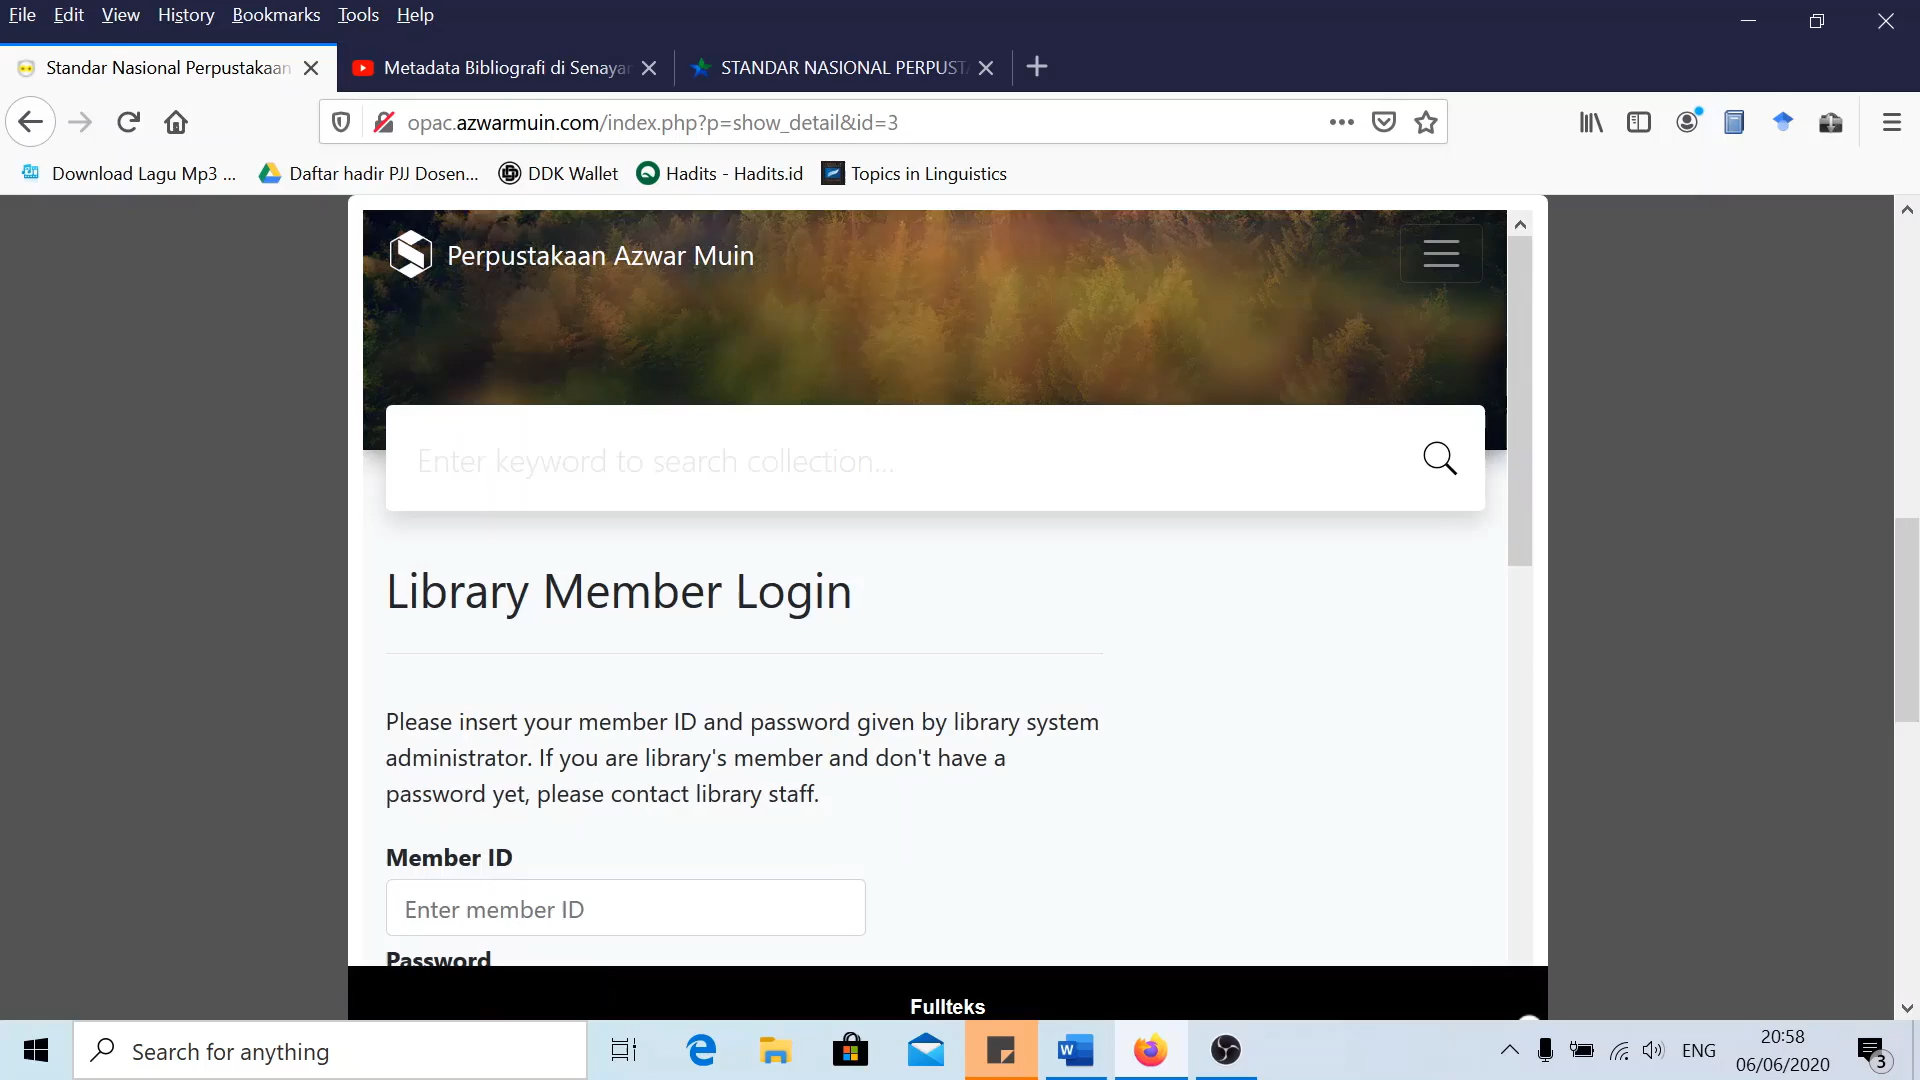 File Edit View History Bookmarks Tools Help
Standar Nasional Perpustakaan
Metadata Bibliografi di Senayan
STANDAR NASIONAL PERPUST
opac.azwarmuin.com/index.php?p=show_detail&id=3
Download Lagu Mp3 ...
Daftar hadir PJJ Dosen...
DDK Wallet
Hadits - Hadits.id
Topics in Linguistics
Perpustakaan Azwar Muin
Enter keyword to search collection...
Library Member Login
Please insert your member ID and password given by library system
administrator. If you are library's member and don't have a
password yet, please contact library staff.
Member ID
Enter member ID
Password
Fullteks
Search for anything
ENG
20:58
06/06/2020
3